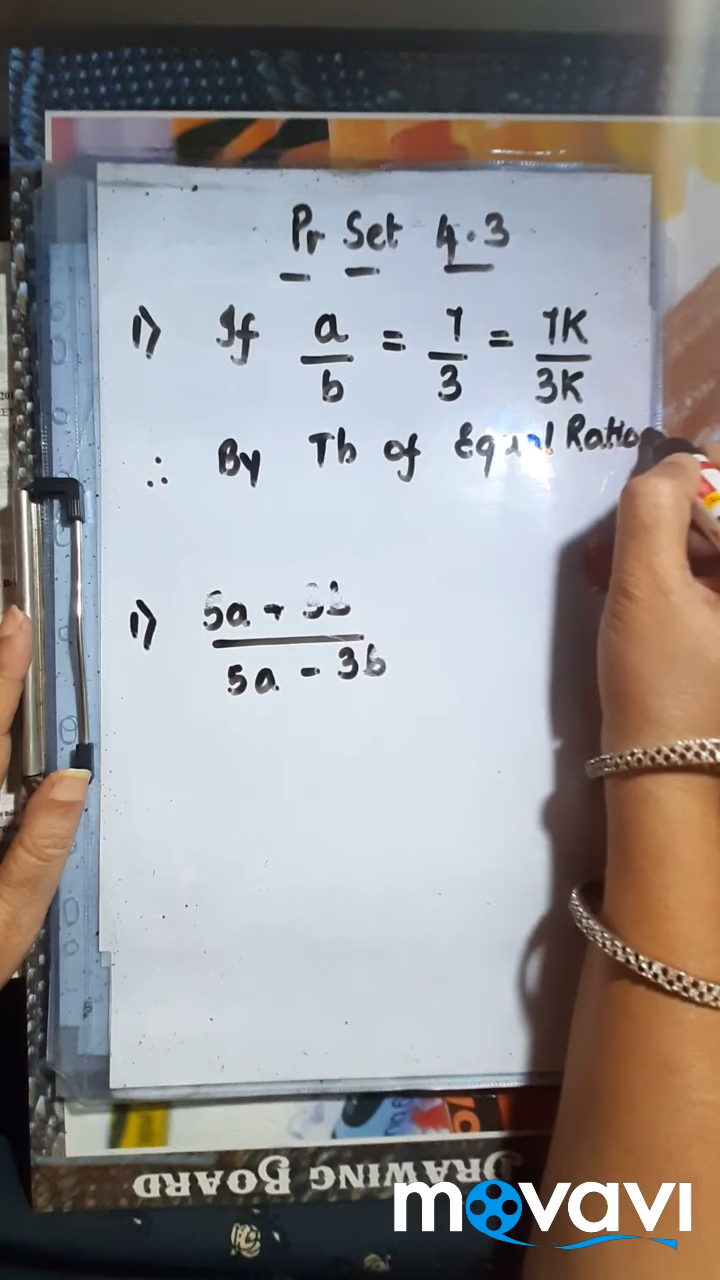 Pr Set 4.3
1) If a/b = 7/3 = 7K/3K
∴ By Th of Equal Ratio
1) 5a + 3b / 5a - 3b
DRAWING BOARD
movavi